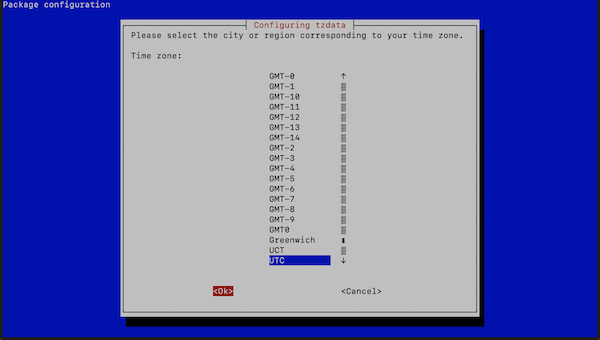 Package configuration
Configuring tzdata
Please select the city or region corresponding to your time zone.
Time zone:
GMT-0
GMT-1
GMT-10
GMT-11
GMT-12
GMT-13
GMT-14
GMT-2
GMT-3
GMT-4
GMT-5
GMT-6
GMT-7
GMT-8
GMT-9
GMT0
Greenwich
UCT
UTC
<Ok> <Cancel>